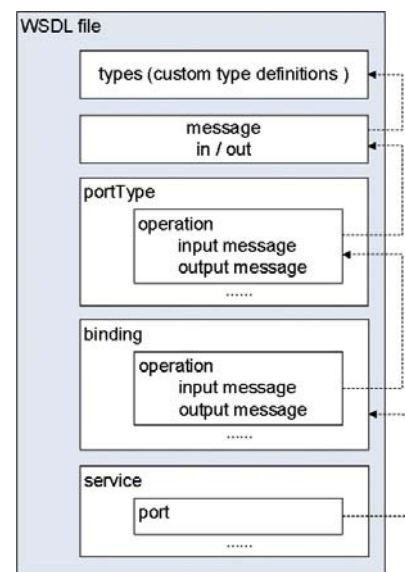 WSDL file
types (custom type definitions )
message
in / out
portType
operation
input message
output message
......
binding
operation
input message
output message
......
service
port
......